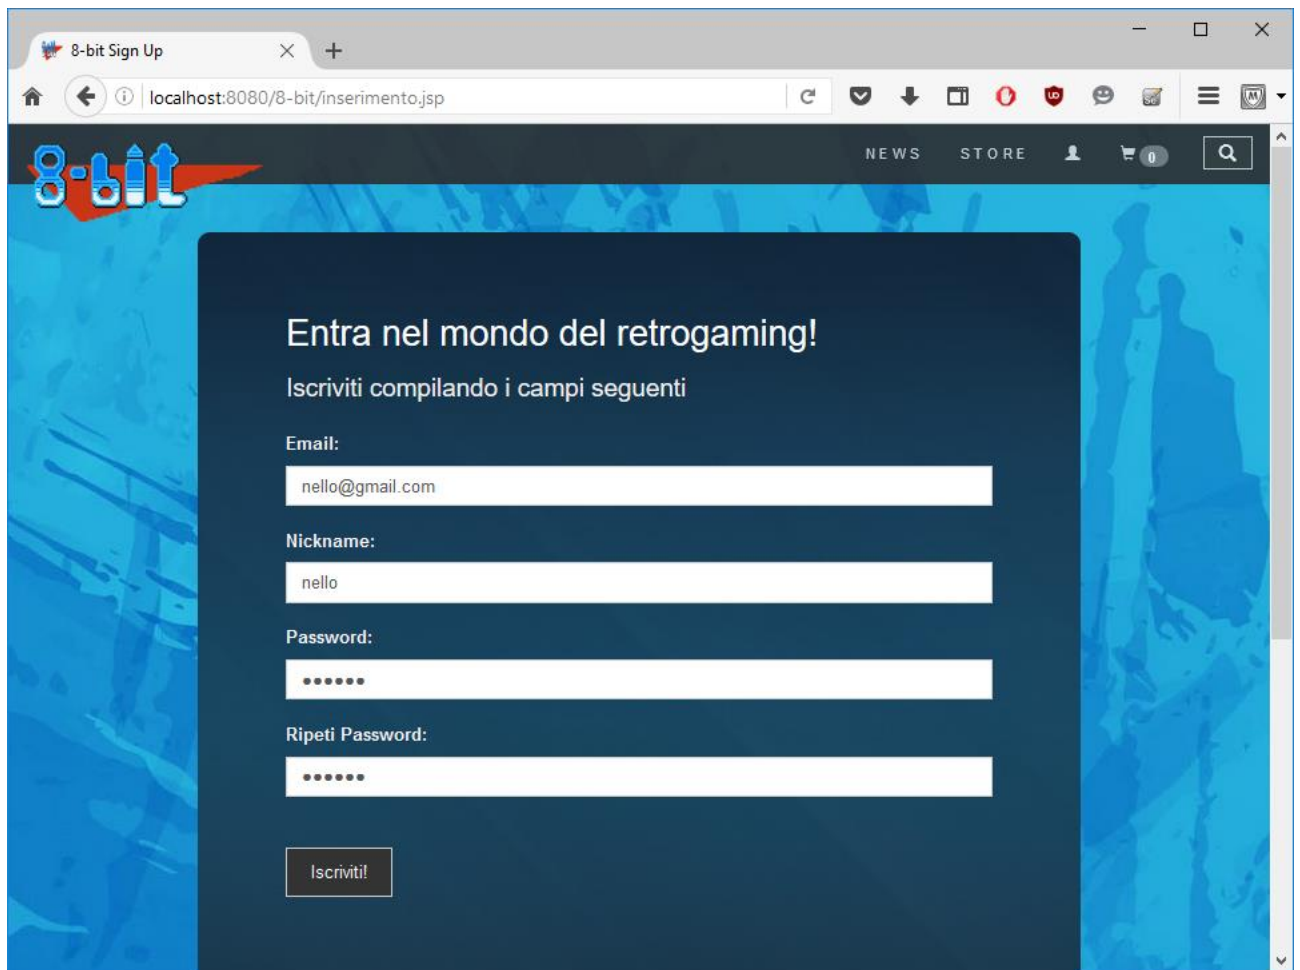 8-bit Sign Up
localhost:8080/8-bit/inserimento.jsp
8-bit
NEWS STORE 0
Entra nel mondo del retrogaming!
Iscriviti compilando i campi seguenti
Email:
nello@gmail.com
Nickname:
nello
Password:
••••••
Ripeti Password:
••••••
Iscriviti!